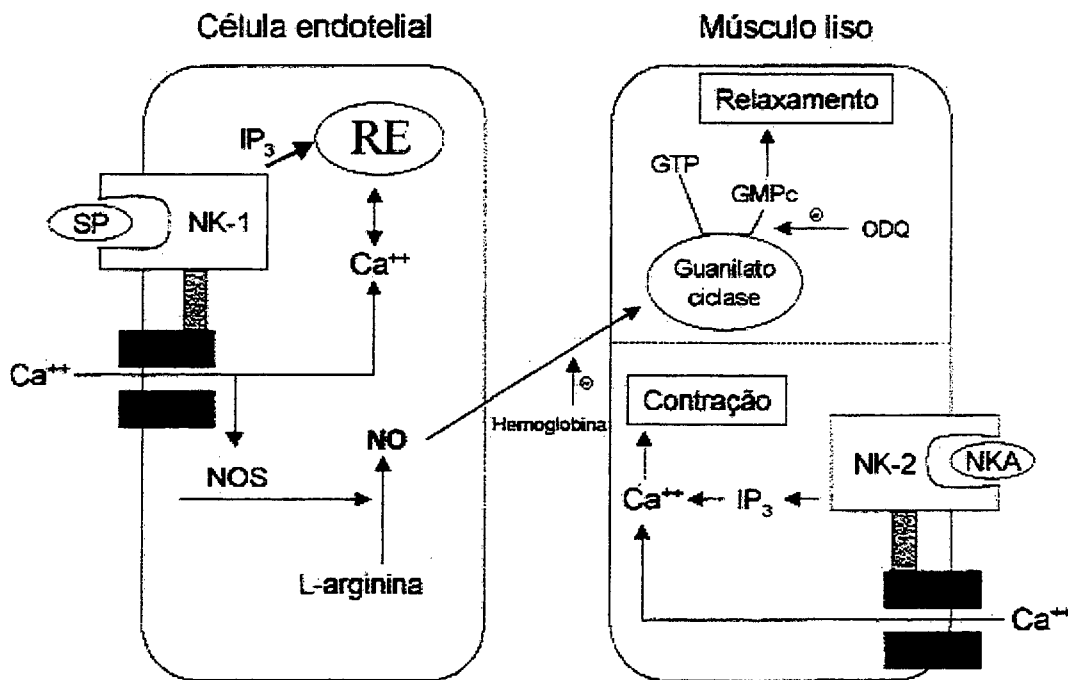 Célula endotelial
Músculo liso
IP3
RE
SP
NK-1
Ca++
Ca++
NOS
NO
L-arginina
Relaxamento
GTP
GMPc
ODQ
Guanilato
ciclase
Hemoglobina
Contração
Ca++
IP3
NK-2
NKA
Ca++